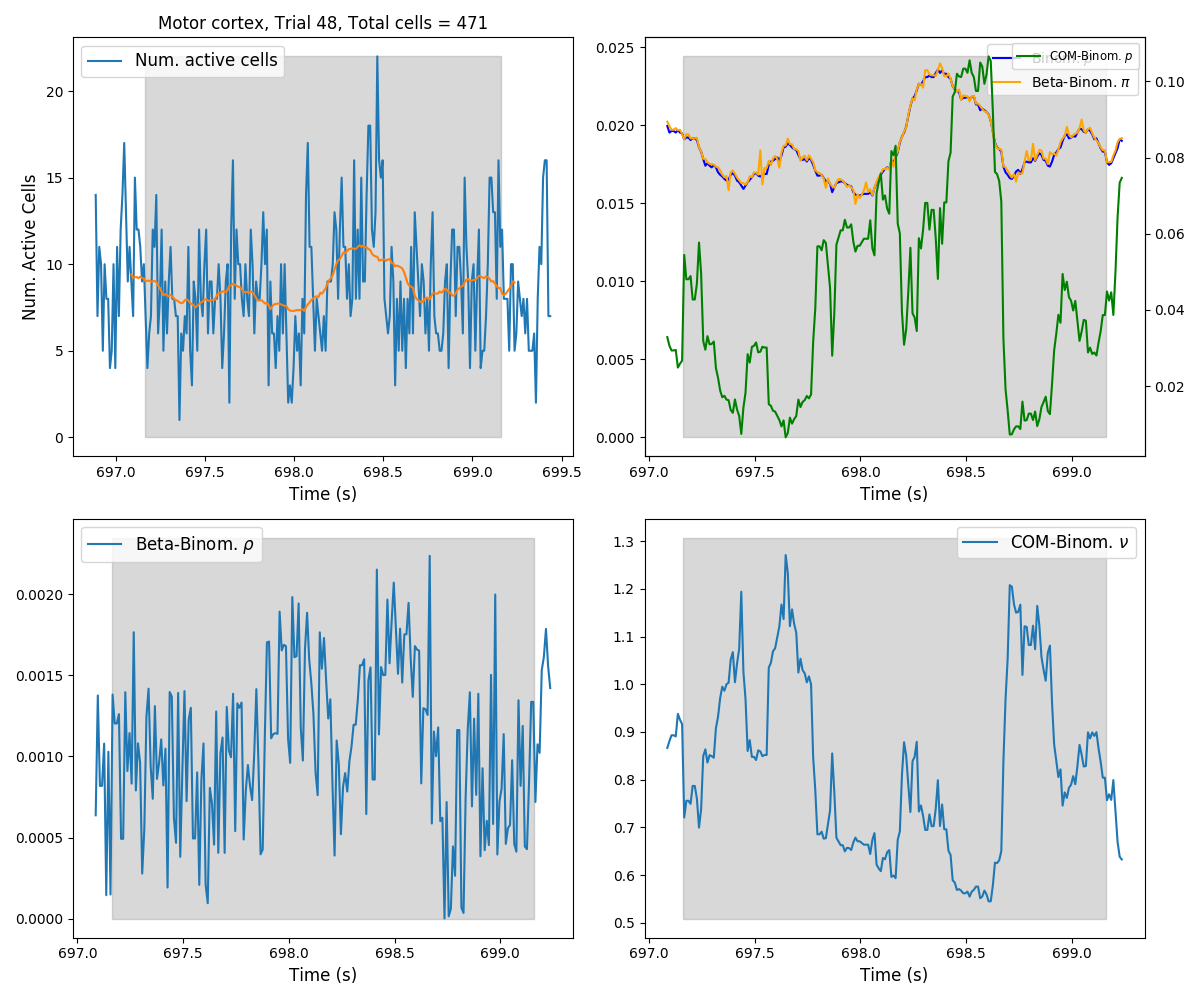 Motor cortex, Trial 48, Total cells = 471
Num. active cells
Num. Active Cells
20
15
10
5
0
697.0 697.5 698.0 698.5 699.0 699.5
Time (s)
COM-Binom. p
Beta-Binom. π
0.025
0.020
0.015
0.010
0.005
0.000
0.10
0.08
0.06
0.04
0.02
697.0 697.5 698.0 698.5 699.0
Time (s)
Beta-Binom. ρ
0.0020
0.0015
0.0010
0.0005
0.0000
697.0 697.5 698.0 698.5 699.0
Time (s)
COM-Binom. ν
1.3
1.2
1.1
1.0
0.9
0.8
0.7
0.6
0.5
697.0 697.5 698.0 698.5 699.0
Time (s)